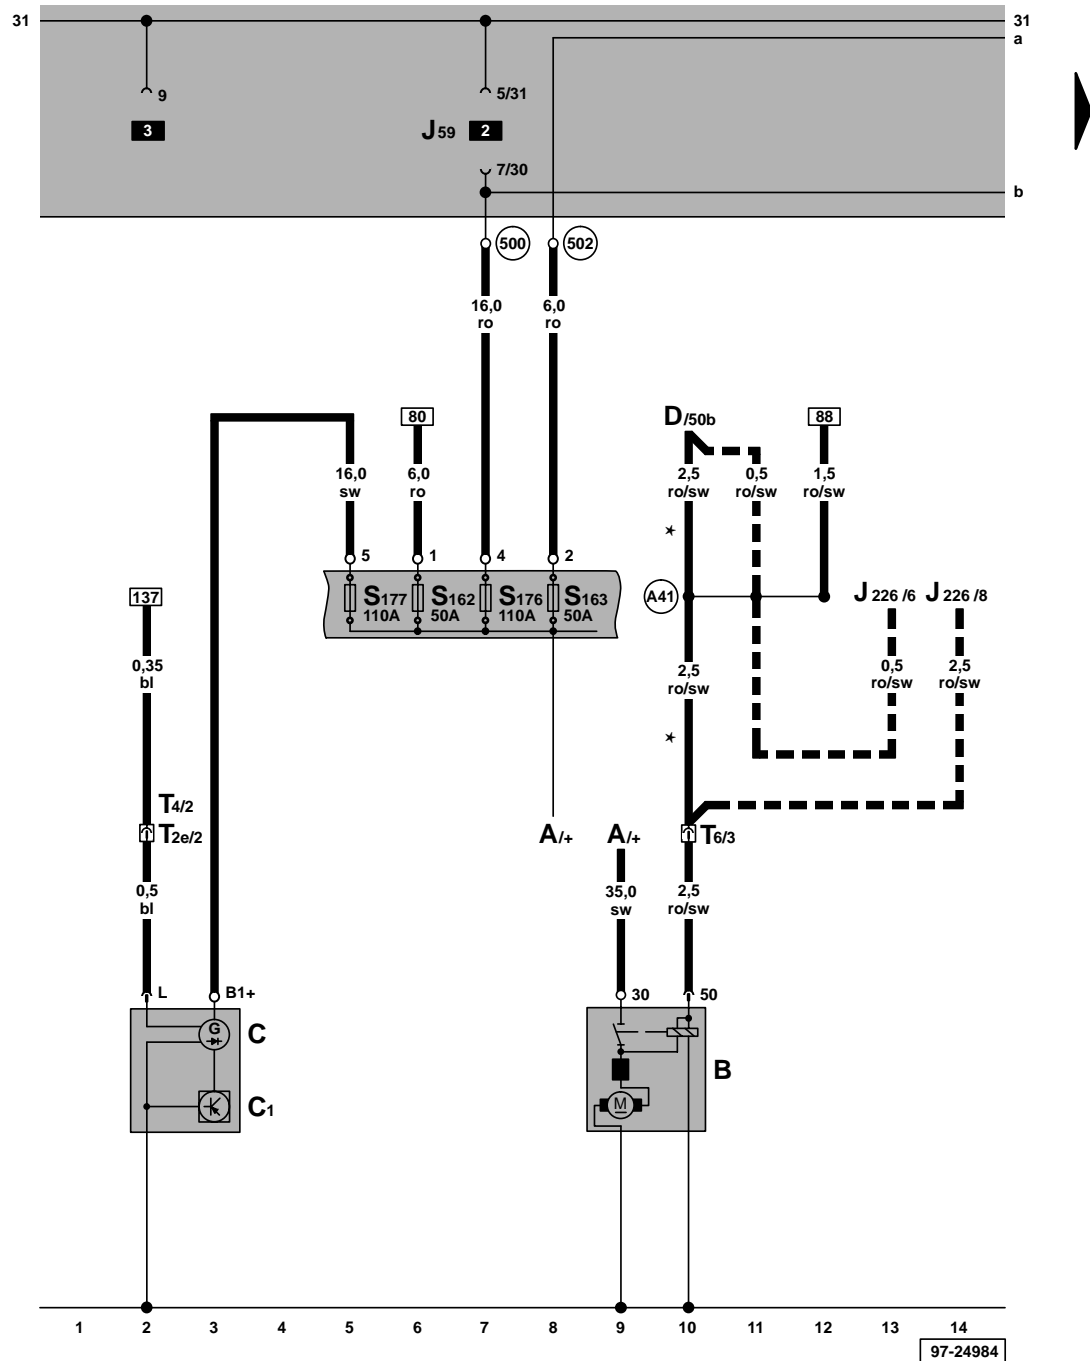 31
31
a
9
5/31
3
J59
2
7/30
b
500
502
16,0
ro
6,0
ro
80
D/50b
88
16,0
sw
6,0
ro
2,5
ro/sw
0,5
ro/sw
1,5
ro/sw
5
1
4
2
137
S177
110A
S162
50A
S176
110A
S163
50A
A41
J 226 /6
J 226 /8
0,35
bl
2,5
ro/sw
0,5
ro/sw
2,5
ro/sw
T4/2
T2e/2
A/+
A/+
T6/3
0,5
bl
35,0
sw
2,5
ro/sw
L
B1+
30
50
G
C
C1
B
M
1 2 3 4 5 6 7 8 9 10 11 12 13 14
97-24984